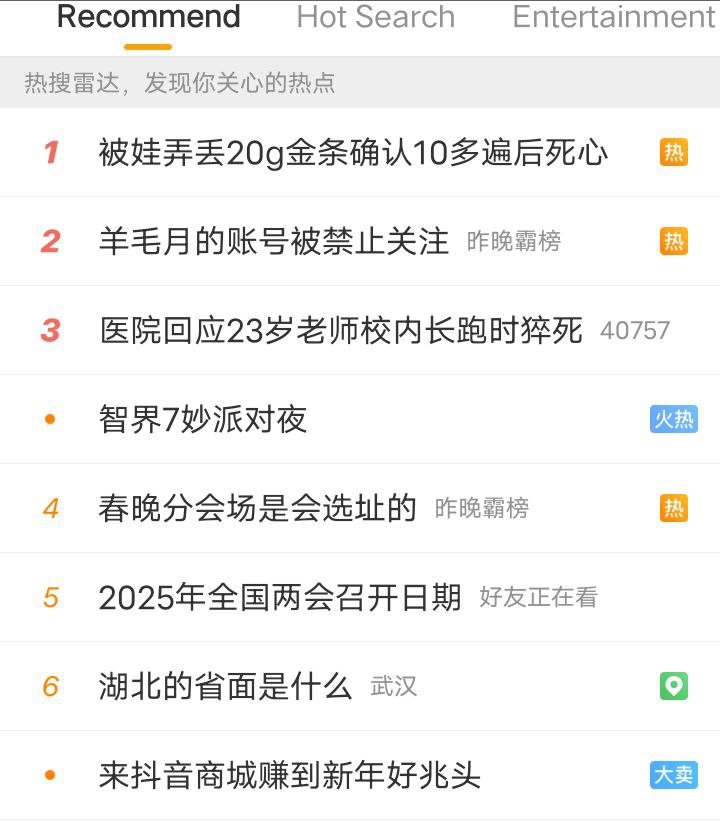 Recommend Hot Search Entertainment
热搜雷达，发现你关心的热点
1 被娃弄丢20g金条确认10多遍后死心 热
2 羊毛月的账号被禁止关注 昨晚霸榜 热
3 医院回应23岁老师校内长跑时猝死 40757
• 智界7妙派对夜 火热
4 春晚分会场是会选址的 昨晚霸榜 热
5 2025年全国两会召开日期 好友正在看
6 湖北的省面是什么 武汉
• 来抖音商城赚到新年好兆头 大卖